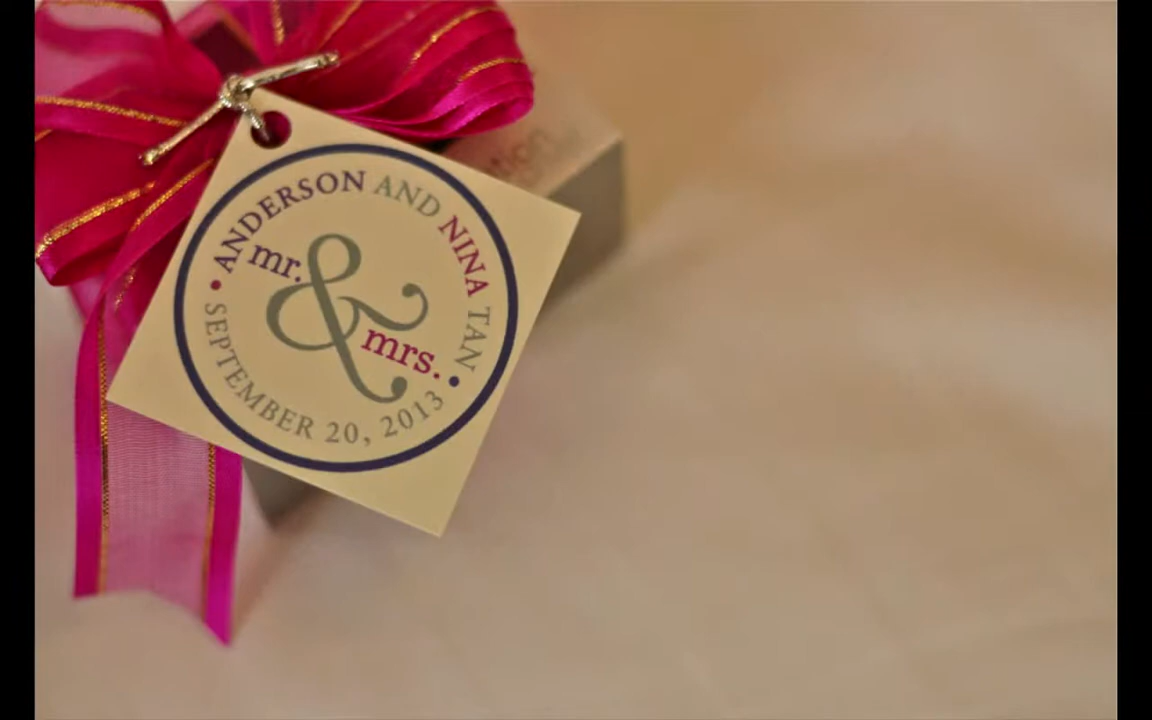 ANDERSON AND NINA TAN
mr.
&
mrs.
SEPTEMBER 20, 2013